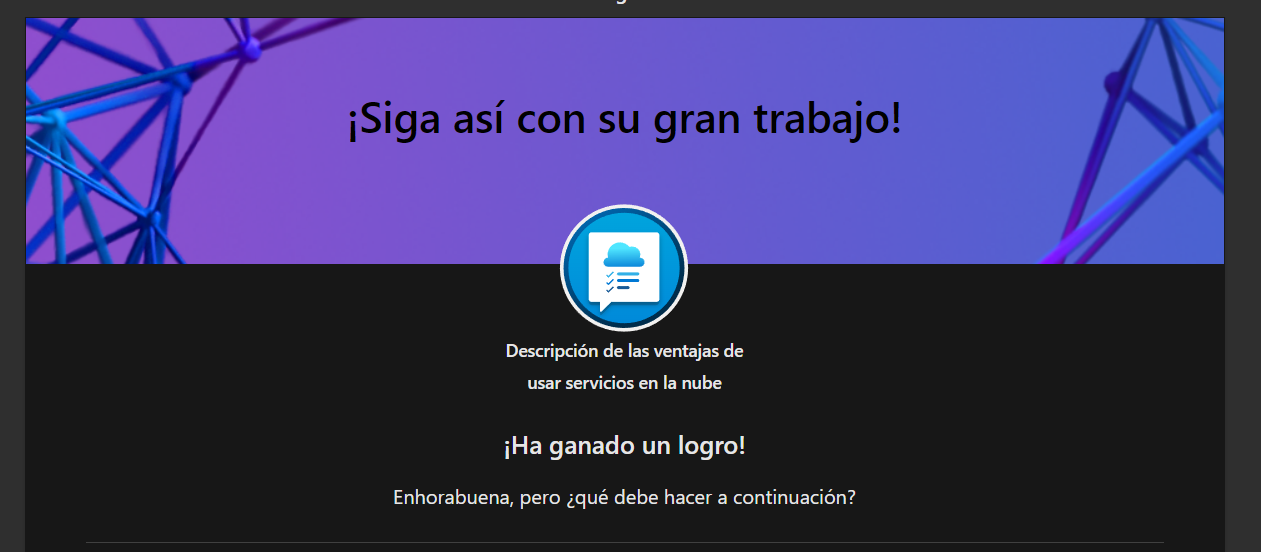 ¡Siga así con su gran trabajo!
Descripción de las ventajas de
usar servicios en la nube
¡Ha ganado un logro!
Enhorabuena, pero ¿qué debe hacer a continuación?